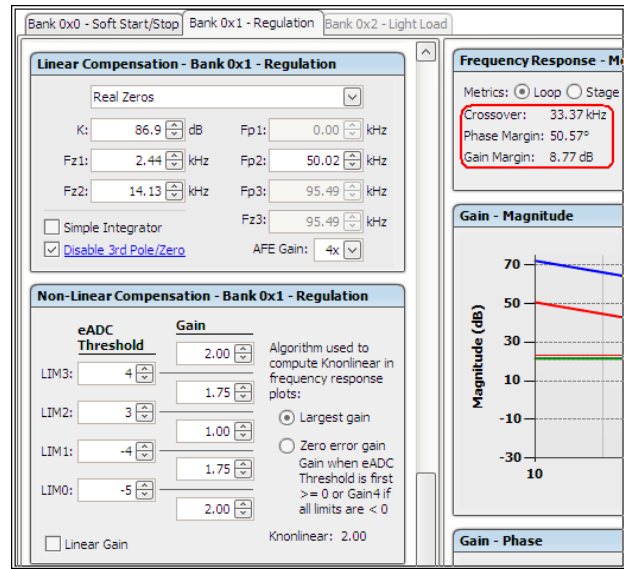 Bank 0x0 - Soft Start/Stop Bank 0x1 - Regulation Bank 0x2 - Light Load
Linear Compensation - Bank 0x1 - Regulation
Real Zeros
K: 86.9 dB Fp1: 0.00 kHz
Fz1: 2.44 kHz Fp2: 50.02 kHz
Fz2: 14.13 kHz Fp3: 95.49 kHz
Simple Integrator Fz3: 95.49 kHz
Disable 3rd Pole/Zero AFE Gain: 4x
Non-Linear Compensation - Bank 0x1 - Regulation
eADC
Threshold
Gain
2.00
LIM3: 4
1.75
LIM2: 3
1.00
LIM1: -4
1.75
LIM0: -5
2.00
Linear Gain
Algorithm used to
compute Knonlinear in
frequency response
plots:
Largest gain
Zero error gain
Gain when eADC
Threshold is first
>= 0 or Gain4 if
all limits are < 0
Knonlinear: 2.00
Frequency Response - M
Metrics: Loop Stage
Crossover: 33.37 kHz
Phase Margin: 50.57°
Gain Margin: 8.77 dB
Gain - Magnitude
Magnitude (dB)
70
50
30
10
-10
-30
10
Gain - Phase